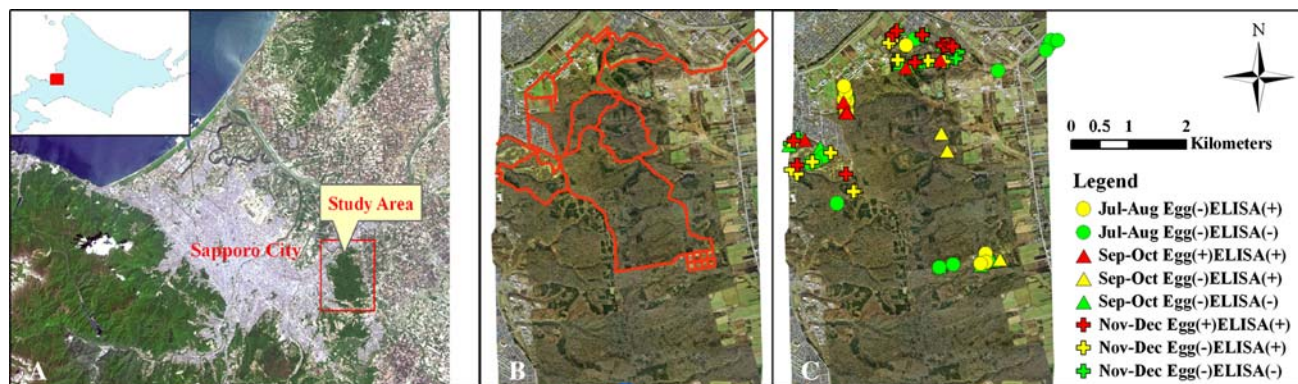 Study Area
Sapporo City
A
B
C
N
0 0.5 1 2
Kilometers
Legend
Jul-Aug Egg(-)ELISA(+)
Jul-Aug Egg(-)ELISA(-)
Sep-Oct Egg(+)ELISA(+)
Sep-Oct Egg(-)ELISA(+)
Sep-Oct Egg(-)ELISA(-)
Nov-Dec Egg(+)ELISA(+)
Nov-Dec Egg(-)ELISA(+)
Nov-Dec Egg(-)ELISA(-)